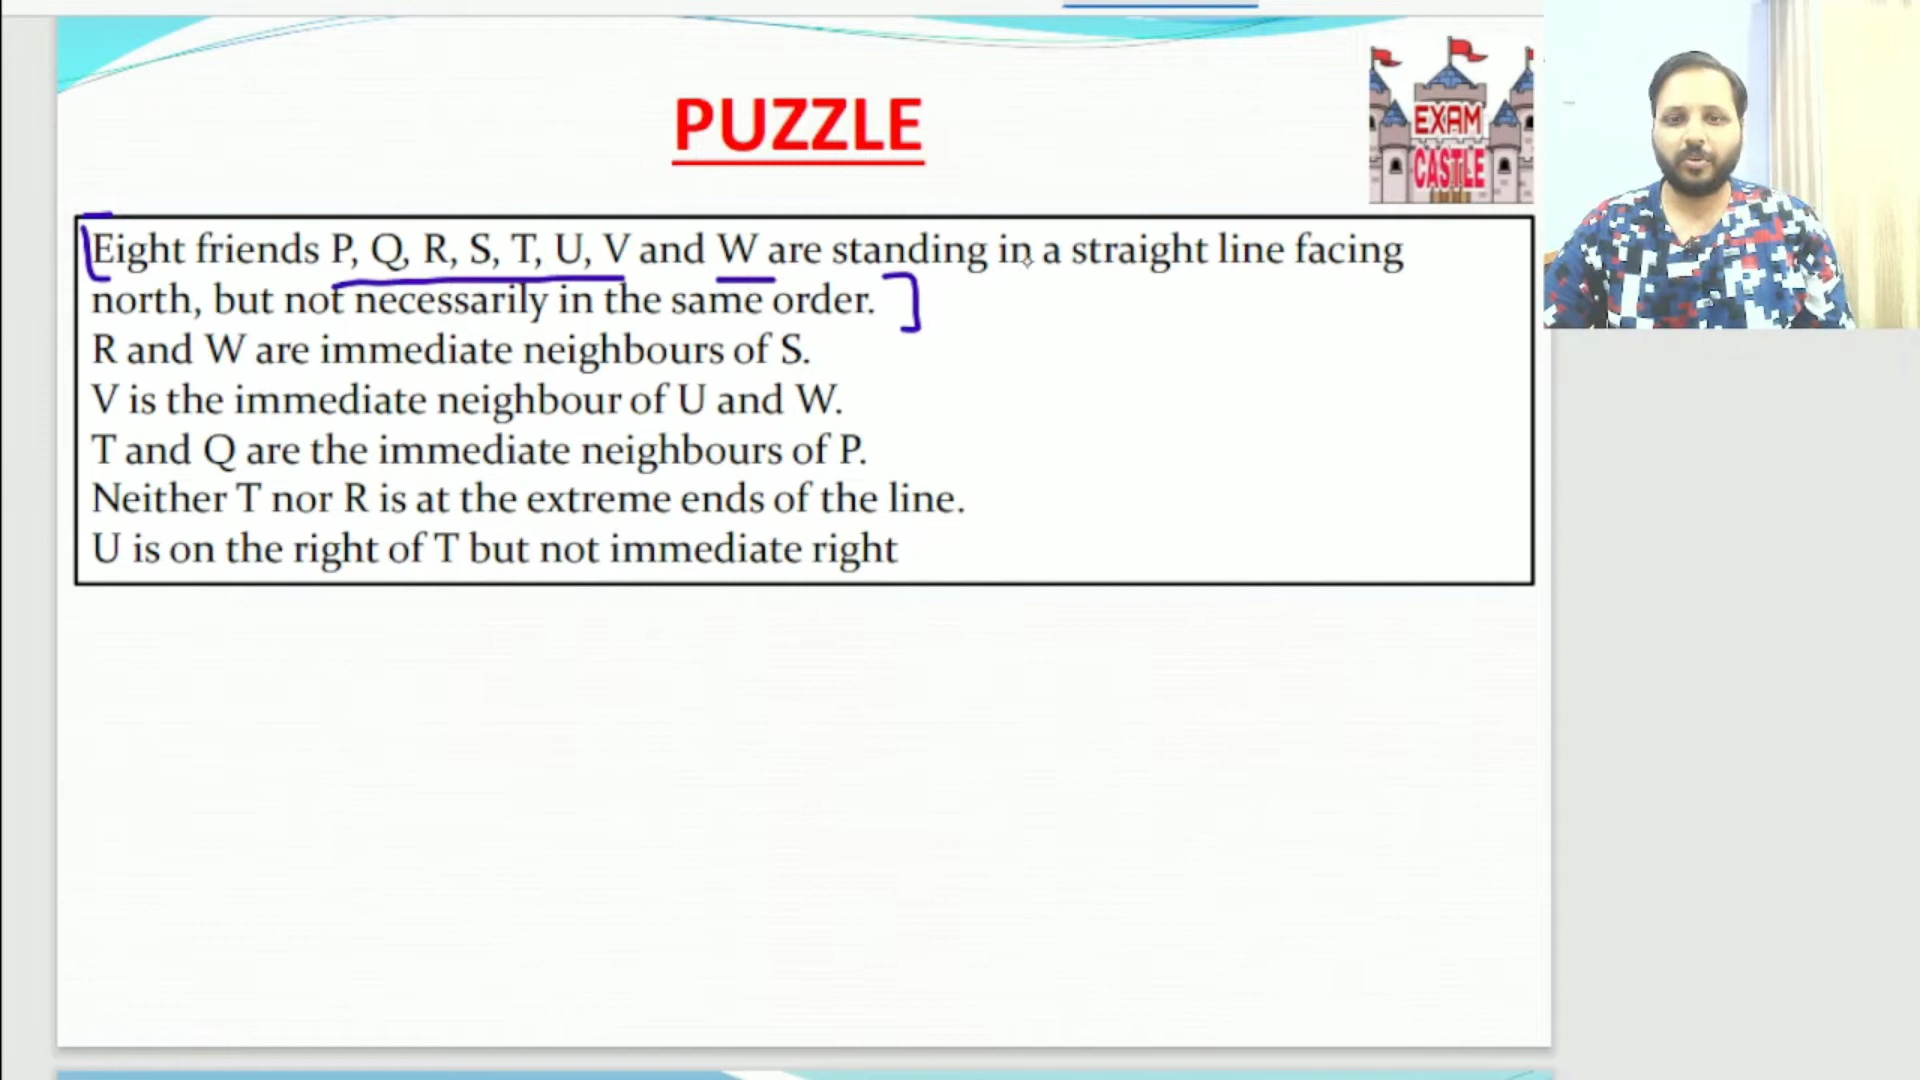 PUZZLE
EXAM
CASTLE
Eight friends P, Q, R, S, T, U, V and W are standing in a straight line facing
north, but not necessarily in the same order.
R and W are immediate neighbours of S.
V is the immediate neighbour of U and W.
T and Q are the immediate neighbours of P.
Neither T nor R is at the extreme ends of the line.
U is on the right of T but not immediate right